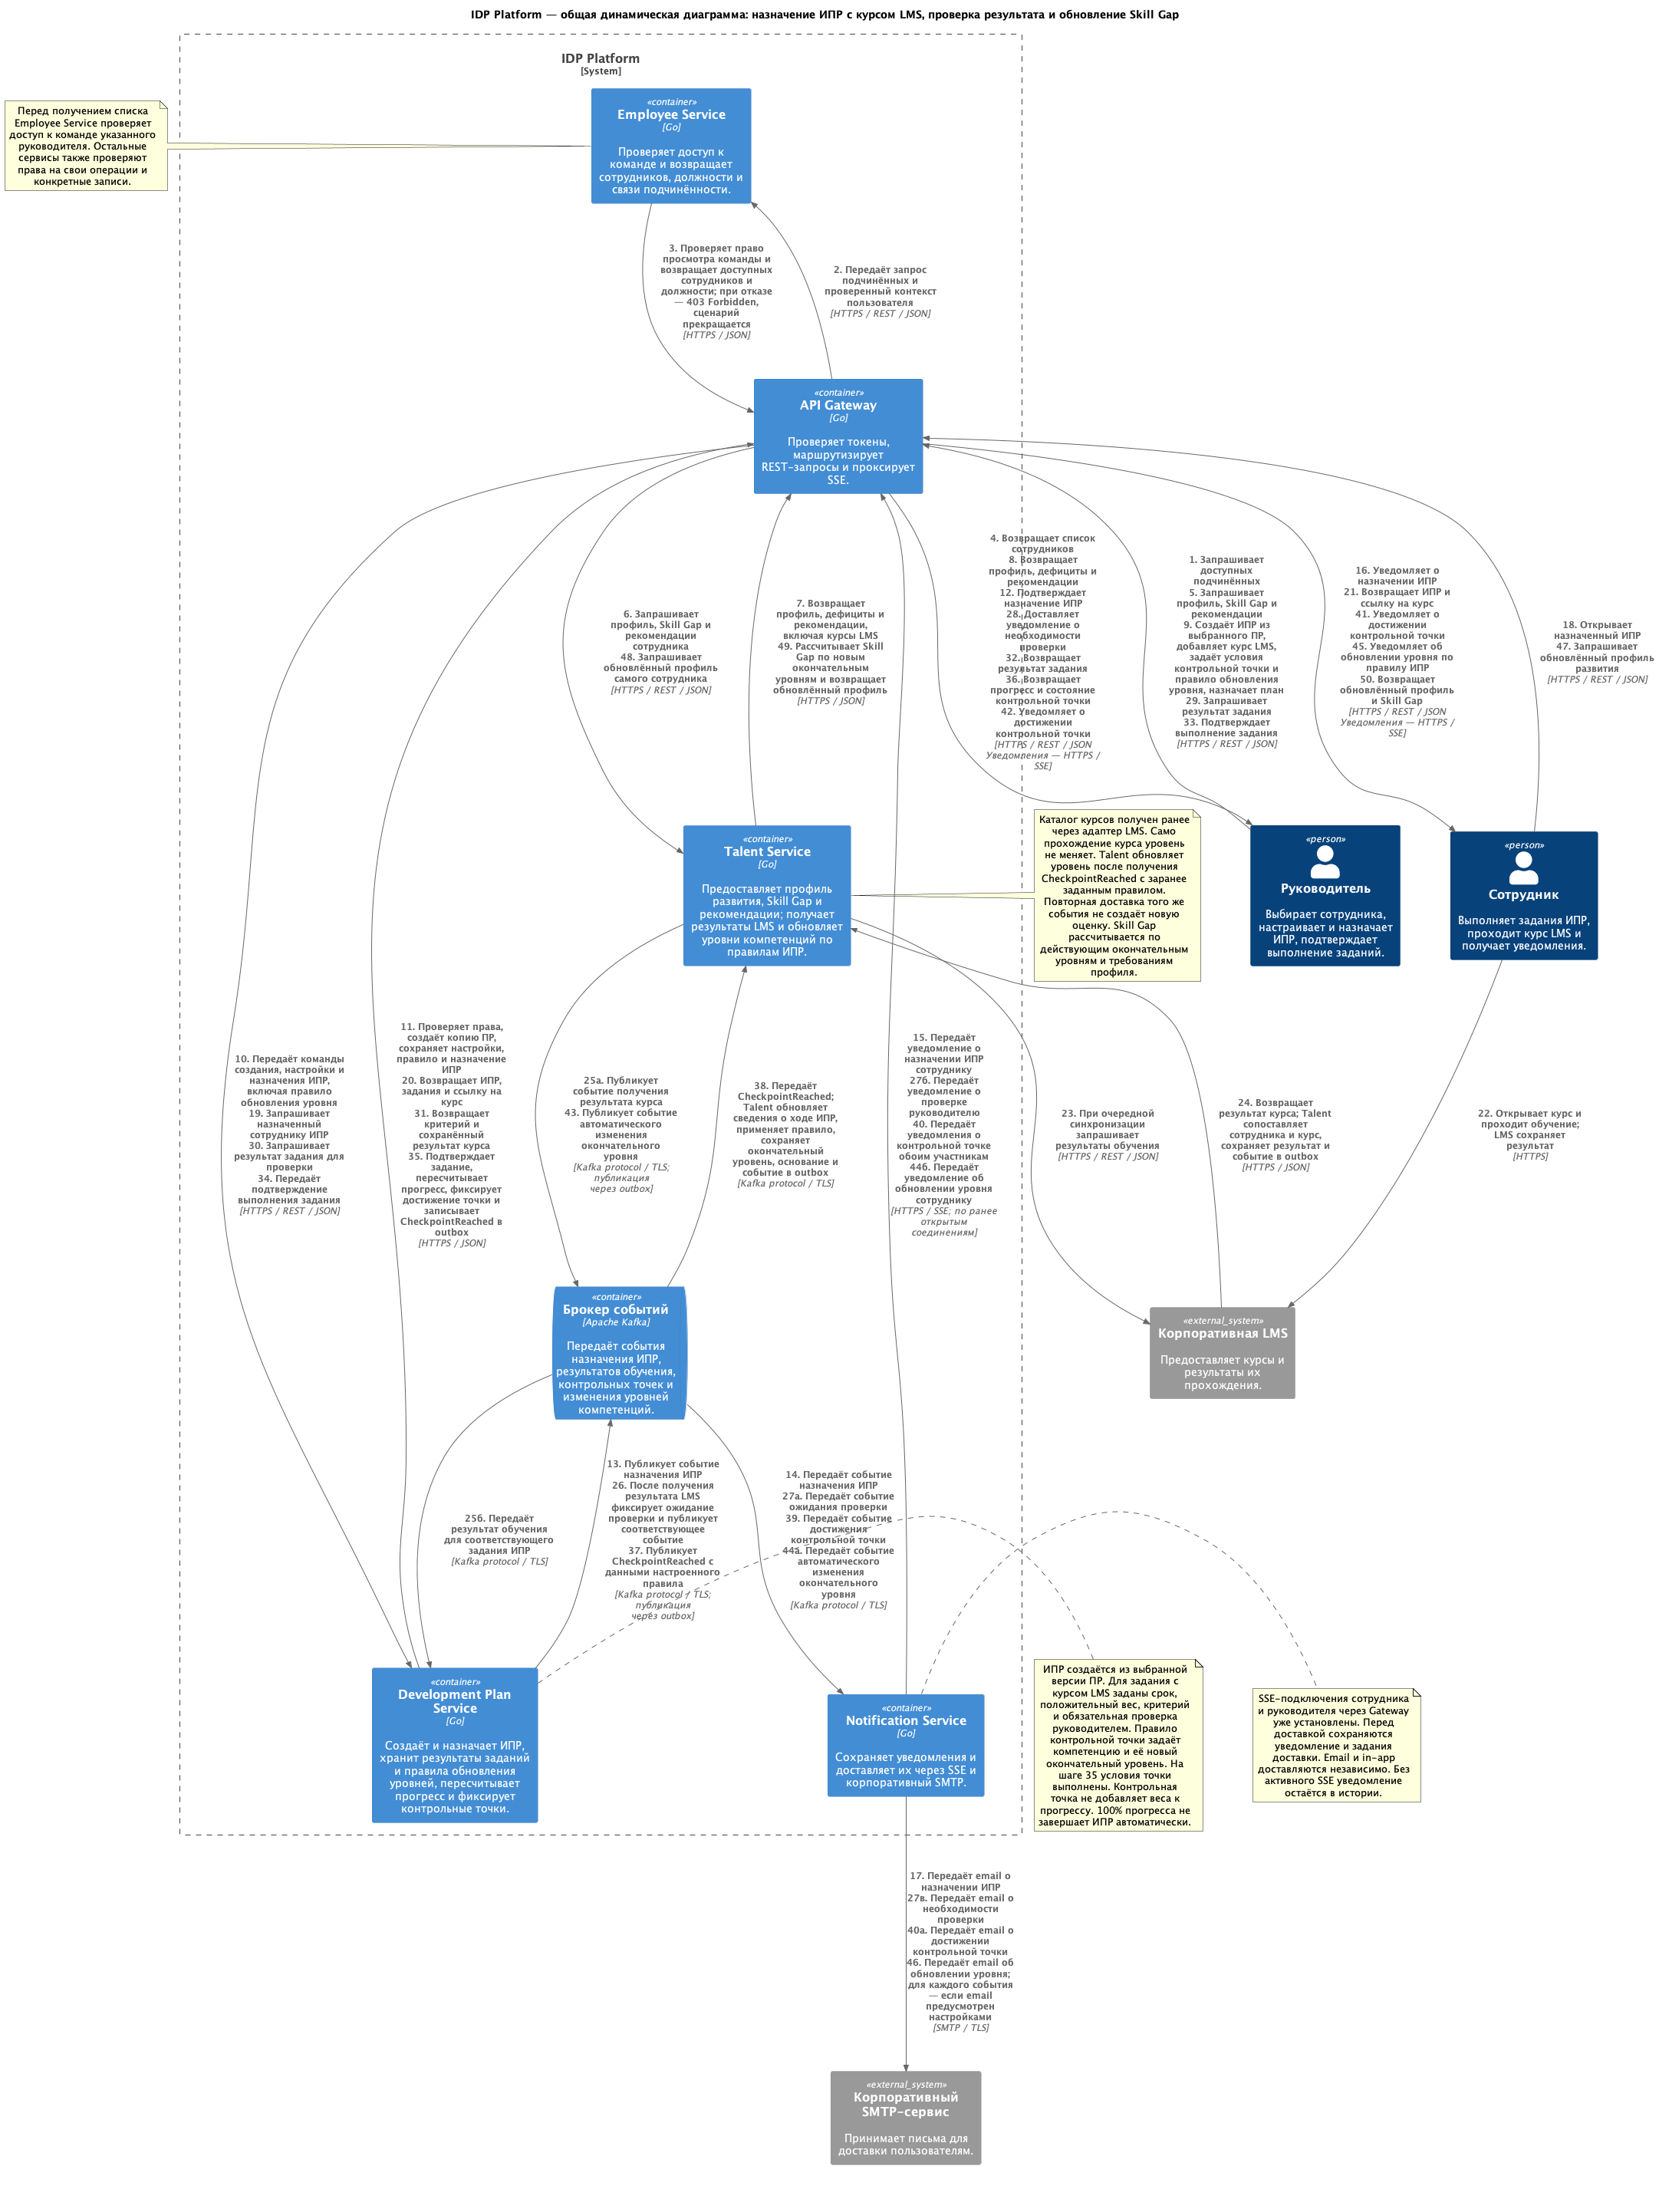 IDP Platform — общая динамическая диаграмма: назначение ИПР с курсом LMS, проверка результата и обновление Skill Gap
IDP Platform
[System]
Перед получением списка
Employee Service проверяет
доступ к команде указанного
руководителя. Остальные
сервисы также проверяют
права на свои операции и
конкретные записи.
«container»
Employee Service
[Go]
Проверяет доступ к
команде и возвращает
сотрудников, должности и
связи подчинённости.
3. Проверяет право
просмотра команды и
возвращает доступных
сотрудников и
должности; при отказе
— 403 Forbidden,
сценарий
прекращается
[HTTPS / JSON]
2. Передаёт запрос
подчинённых и
проверенный контекст
пользователя
[HTTPS / REST / JSON]
«container»
API Gateway
[Go]
Проверяет токены,
маршрутизирует
REST-запросы и проксирует
SSE.
6. Запрашивает
профиль, Skill Gap и
рекомендации
сотрудника
48. Запрашивает
обновлённый профиль
самого сотрудника
[HTTPS / REST / JSON]
7. Возвращает
профиль, дефициты и
рекомендации,
включая курсы LMS
49. Рассчитывает Skill
Gap по новым
окончательным
уровням и возвращает
обновлённый профиль
[HTTPS / JSON]
4. Возвращает список
сотрудников
8. Возвращает
профиль, дефициты и
рекомендации
12. Подтверждает
назначение ИПР
28. Доставляет
уведомление о
необходимости
проверки
32. Возвращает
результат задания
36. Возвращает
прогресс и состояние
контрольной точки
42. Уведомляет о
достижении
контрольной точки
[HTTPS / REST / JSON
Уведомления — HTTPS /
SSE]
1. Запрашивает
доступных
подчинённых
5. Запрашивает
профиль, Skill Gap и
рекомендации
9. Создаёт ИПР из
выбранного ПР,
добавляет курс LMS,
задаёт условия
контрольной точки и
правило обновления
уровня, назначает план
29. Запрашивает
результат задания
33. Подтверждает
выполнение задания
[HTTPS / REST / JSON]
16. Уведомляет о
назначении ИПР
21. Возвращает ИПР и
ссылку на курс
41. Уведомляет о
достижении
контрольной точки
45. Уведомляет об
обновлении уровня по
правилу ИПР
50. Возвращает
обновлённый профиль
и Skill Gap
[HTTPS / REST / JSON
Уведомления — HTTPS /
SSE]
18. Открывает
назначенный ИПР
47. Запрашивает
обновлённый профиль
развития
[HTTPS / REST / JSON]
«container»
Talent Service
[Go]
Предоставляет профиль
развития, Skill Gap и
рекомендации; получает
результаты LMS и обновляет
уровни компетенций по
правилам ИПР.
Каталог курсов получен ранее
через адаптер LMS. Само
прохождение курса уровень
не меняет. Talent обновляет
уровень после получения
CheckpointReached с заранее
заданным правилом.
Повторная доставка того же
события не создаёт новую
оценку. Skill Gap
рассчитывается по
действующим окончательным
уровням и требованиям
профиля.
«person»
Руководитель
Выбирает сотрудника,
настраивает и назначает
ИПР, подтверждает
выполнение заданий.
«person»
Сотрудник
Выполняет задания ИПР,
проходит курс LMS и
получает уведомления.
10. Передаёт команды
создания, настройки и
назначения ИПР,
включая правило
обновления уровня
19. Запрашивает
назначенный
сотруднику ИПР
30. Запрашивает
результат задания для
проверки
34. Передаёт
подтверждение
выполнения задания
[HTTPS / REST / JSON]
11. Проверяет права,
создаёт копию ПР,
сохраняет настройки,
правило и назначение
ИПР
20. Возвращает ИПР,
задания и ссылку на
курс
31. Возвращает
критерий и
сохранённый
результат курса
35. Подтверждает
задание,
пересчитывает
прогресс, фиксирует
достижение точки и
записывает
CheckpointReached в
outbox
[HTTPS / JSON]
25а. Публикует
событие получения
результата курса
43. Публикует событие
автоматического
изменения
окончательного
уровня
[Kafka protocol / TLS;
публикация
через outbox]
38. Передаёт
CheckpointReached;
Talent обновляет
сведения о ходе ИПР,
применяет правило,
сохраняет
окончательный
уровень, основание и
событие в outbox
[Kafka protocol / TLS]
15. Передаёт
уведомление о
назначении ИПР
сотруднику
27б. Передаёт
уведомление о
проверке
руководителю
40. Передаёт
уведомления о
контрольной точке
обоим участникам
44б. Передаёт
уведомление об
обновлении уровня
сотруднику
[HTTPS / SSE; по ранее
открытым
соединениям]
23. При очередной
синхронизации
запрашивает
результаты обучения
[HTTPS / REST / JSON]
24. Возвращает
результат курса; Talent
сопоставляет
сотрудника и курс,
сохраняет результат и
событие в outbox
[HTTPS / JSON]
22. Открывает курс и
проходит обучение;
LMS сохраняет
результат
[HTTPS]
«container»
Брокер событий
[Apache Kafka]
Передаёт события
назначения ИПР,
результатов обучения,
контрольных точек и
изменения уровней
компетенций.
«external_system»
Корпоративная LMS
Предоставляет курсы и
результаты их
прохождения.
25б. Передаёт
результат обучения
для соответствующего
задания ИПР
[Kafka protocol / TLS]
13. Публикует событие
назначения ИПР
26. После получения
результата LMS
фиксирует ожидание
проверки и публикует
соответствующее
событие
37. Публикует
CheckpointReached с
данными настроенного
правила
[Kafka protocol / TLS;
публикация
через outbox]
14. Передаёт событие
назначения ИПР
27а. Передаёт событие
ожидания проверки
39. Передаёт событие
достижения
контрольной точки
44а. Передаёт событие
автоматического
изменения
окончательного
уровня
[Kafka protocol / TLS]
«container»
Development Plan
Service
[Go]
Создаёт и назначает ИПР,
хранит результаты заданий
и правила обновления
уровней, пересчитывает
прогресс и фиксирует
контрольные точки.
«container»
Notification Service
[Go]
Сохраняет уведомления и
доставляет их через SSE и
корпоративный SMTP.
ИПР создаётся из выбранной
версии ПР. Для задания с
курсом LMS заданы срок,
положительный вес, критерий
и обязательная проверка
руководителем. Правило
контрольной точки задаёт
компетенцию и её новый
окончательный уровень. На
шаге 35 условия точки
выполнены. Контрольная
точка не добавляет веса к
прогрессу. 100% прогресса не
завершает ИПР автоматически.
SSE-подключения сотрудника
и руководителя через Gateway
уже установлены. Перед
доставкой сохраняются
уведомление и задания
доставки. Email и in-app
доставляются независимо. Без
активного SSE уведомление
остаётся в истории.
17. Передаёт email о
назначении ИПР
27в. Передаёт email о
необходимости
проверки
40а. Передаёт email о
достижении
контрольной точки
46. Передаёт email об
обновлении уровня;
для каждого события
— если email
предусмотрен
настройками
[SMTP / TLS]
«external_system»
Корпоративный
SMTP-сервис
Принимает письма для
доставки пользователям.